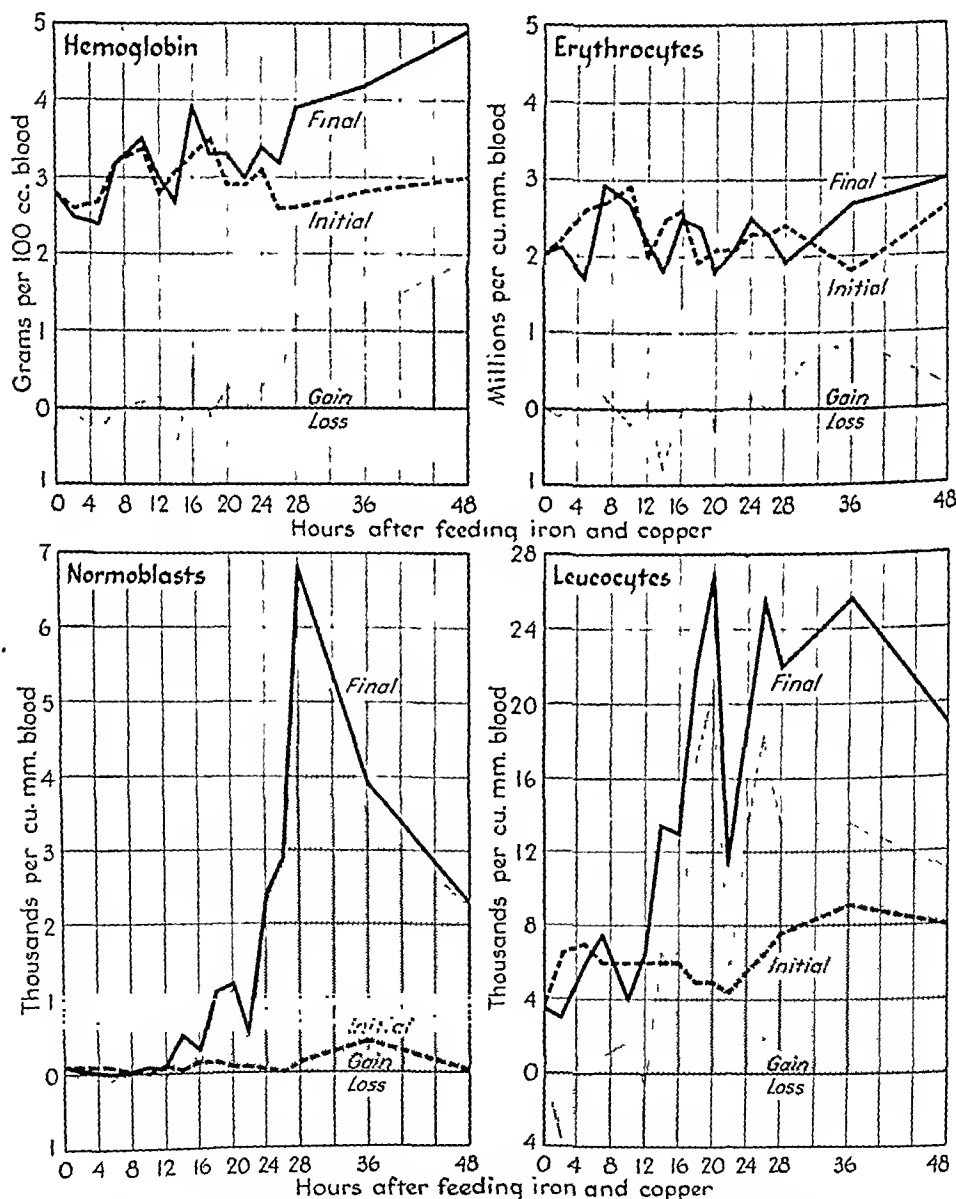 Hemoglobin
Grams per 100 cc. blood
5
4
3
2
1
0
1
Final
Initial
Gain
Loss
0 4 8 12 16 20 24 28 36 48
Erythrocytes
Millions per cu. mm. blood
5
4
3
2
1
0
1
Final
Initial
Gain
Loss
0 4 8 12 16 20 24 28 36 48
Hours after feeding iron and copper
Normoblasts
Thousands per cu. mm. blood
7
6
5
4
3
2
1
0
1
Final
Initial
Gain
Loss
0 4 8 12 16 20 24 28 36 48
Leucocytes
Thousands per cu. mm. blood
28
24
20
16
12
8
4
0
4
Final
Initial
Gain
Loss
0 4 8 12 16 20 24 28 36 48
Hours after feeding iron and copper